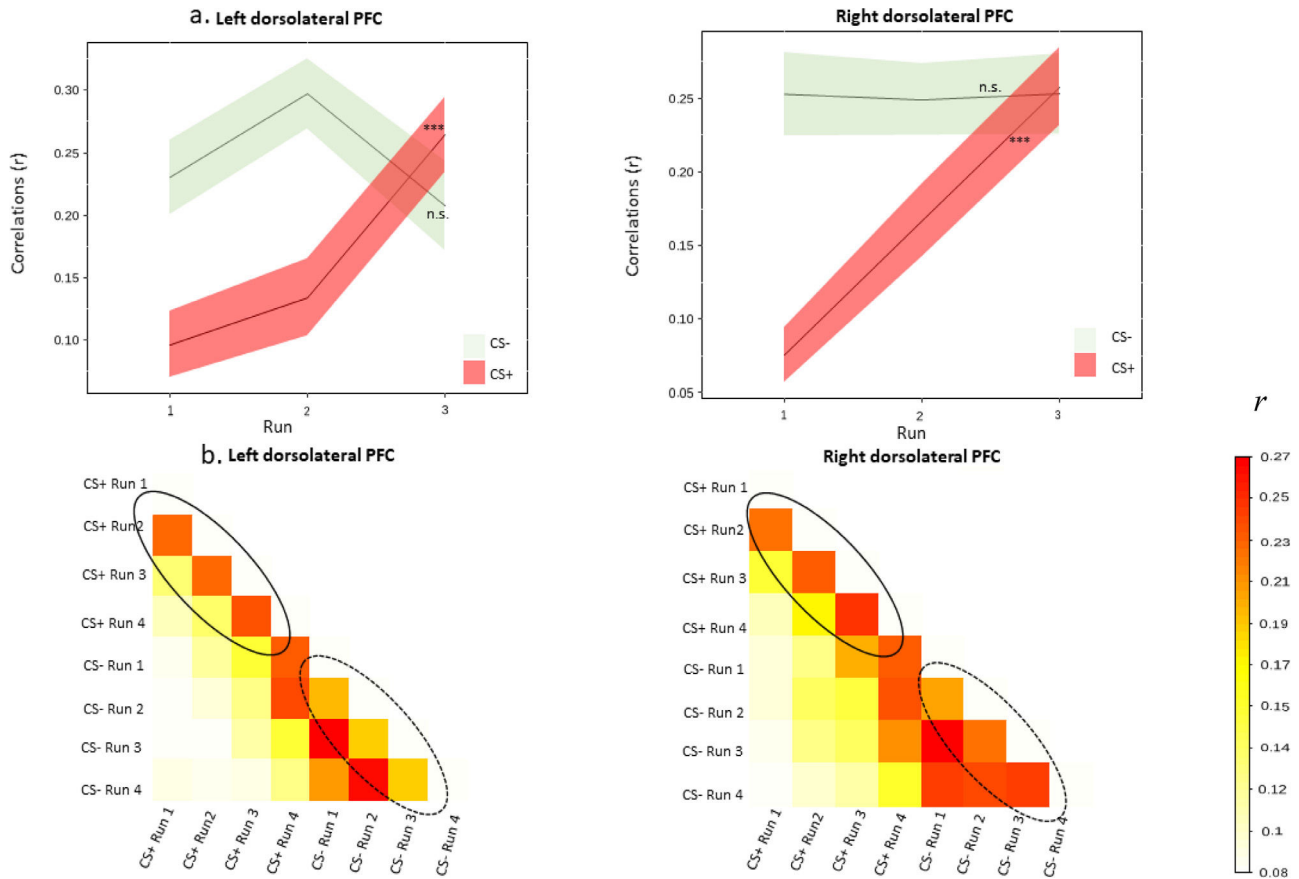 a. Left dorsolateral PFC
Right dorsolateral PFC
Correlations (r)
0.30
0.25
0.20
0.15
0.10
***
n.s.
CS-
CS+
1 2 3
Run
Correlations (r)
0.25
0.20
0.15
0.10
0.05
n.s.
***
CS-
CS+
1 2 3
Run
b. Left dorsolateral PFC
CS+ Run 1
CS+ Run2
CS+ Run 3
CS+ Run 4
CS- Run 1
CS- Run 2
CS- Run 3
CS- Run 4
CS+ Run 1
CS+ Run2
CS+ Run 3
CS+ Run 4
CS- Run 1
CS- Run 2
CS- Run 3
CS- Run 4
Right dorsolateral PFC
CS+ Run 1
CS+ Run2
CS+ Run 3
CS+ Run 4
CS- Run 1
CS- Run 2
CS- Run 3
CS- Run 4
CS+ Run 1
CS+ Run2
CS+ Run 3
CS+ Run 4
CS- Run 1
CS- Run 2
CS- Run 3
CS- Run 4
r
0.27
0.25
0.23
0.21
0.19
0.17
0.16
0.14
0.12
0.1
0.08